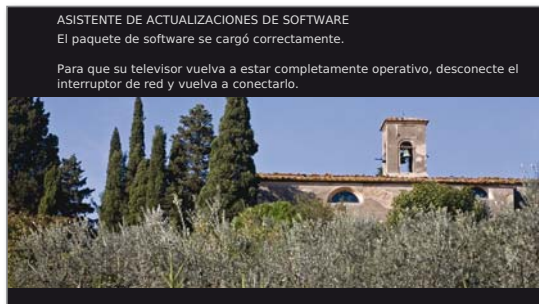 ASISTENTE DE ACTUALIZACIONES DE SOFTWARE
El paquete de software se cargó correctamente.
Para que su televisor vuelva a estar completamente operativo, desconecte el
interruptor de red y vuelva a conectarlo.